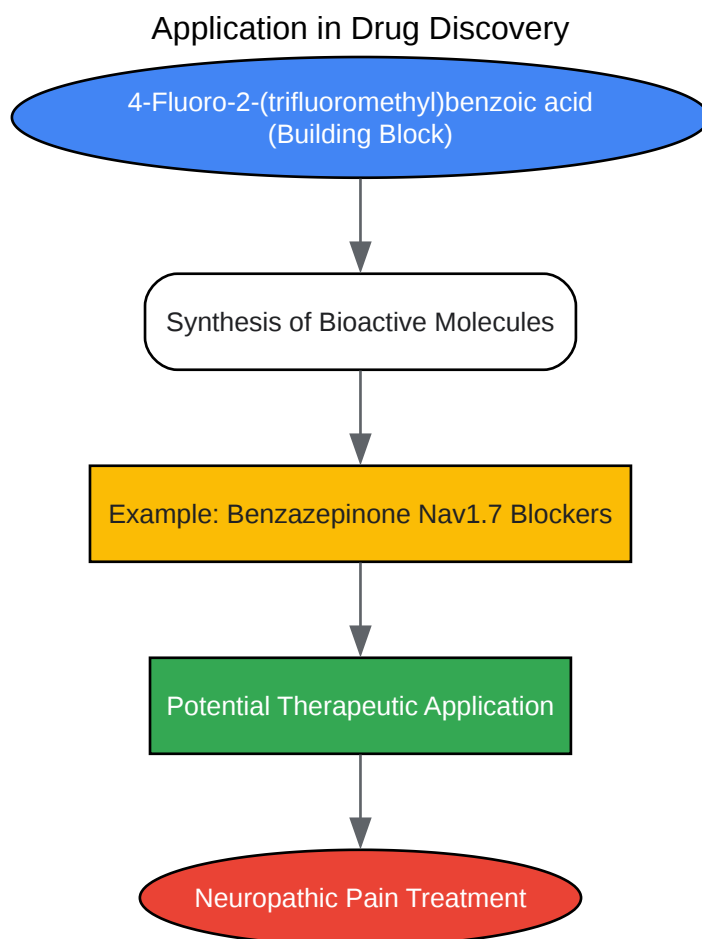 Application in Drug Discovery
4-Fluoro-2-(trifluoromethyl)benzoic acid
(Building Block)
Synthesis of Bioactive Molecules
Example: Benzazepinone Nav1.7 Blockers
Potential Therapeutic Application
Neuropathic Pain Treatment